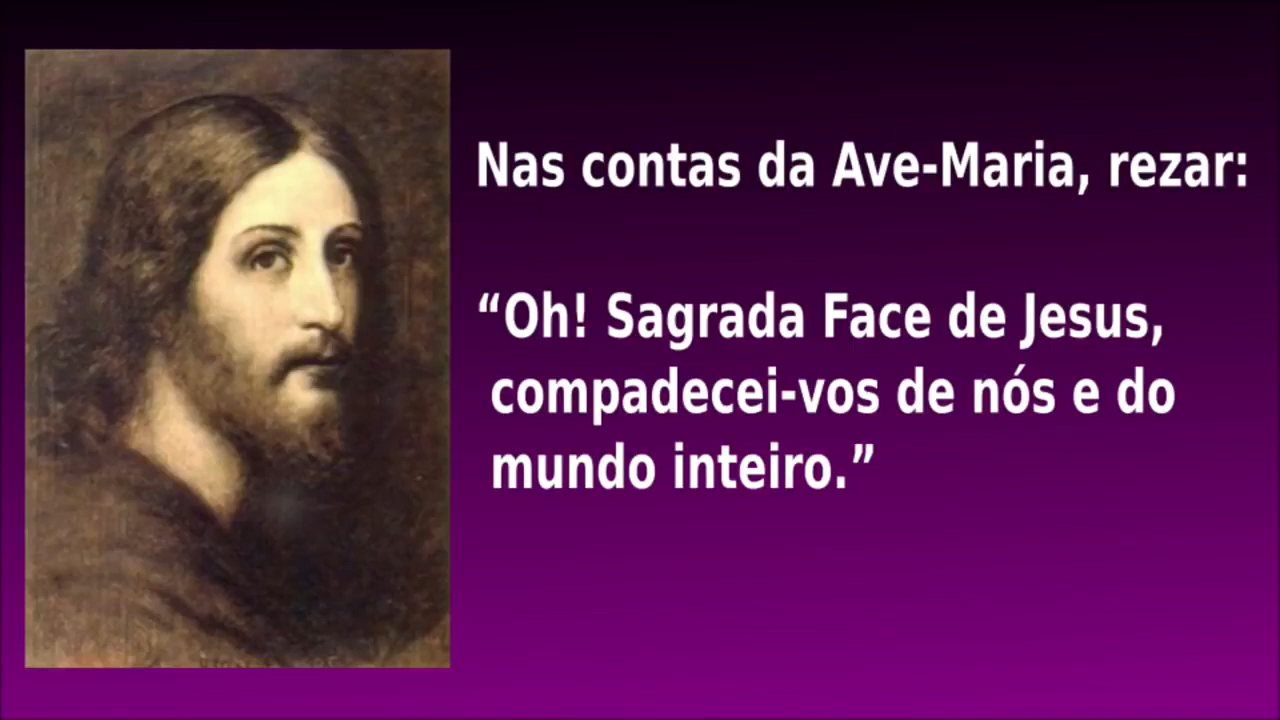 Nas contas da Ave-Maria, rezar:
“Oh! Sagrada Face de Jesus,
compadecei-vos de nós e do
mundo inteiro.”